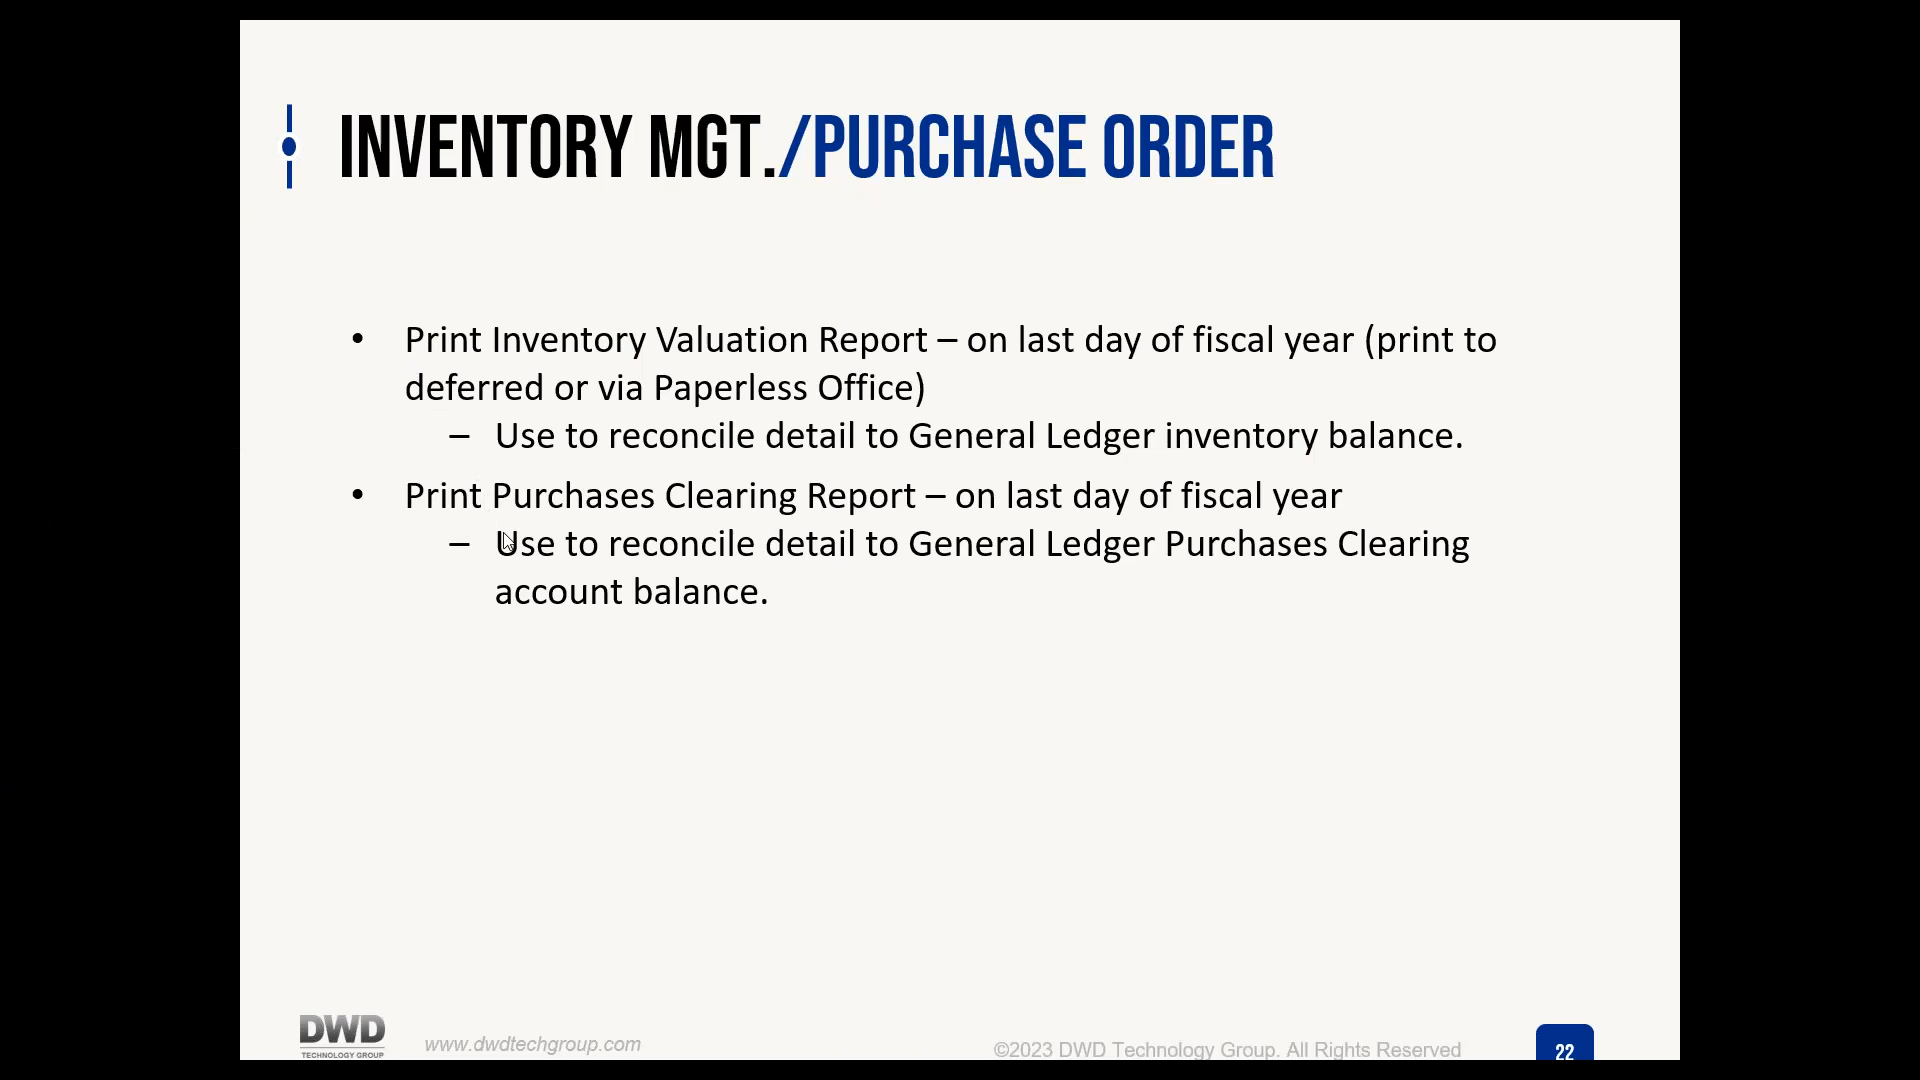 INVENTORY MGT./PURCHASE ORDER
• Print Inventory Valuation Report – on last day of fiscal year (print to
deferred or via Paperless Office)
– Use to reconcile detail to General Ledger inventory balance.
• Print Purchases Clearing Report – on last day of fiscal year
– Use to reconcile detail to General Ledger Purchases Clearing
account balance.
DWD
TECHNOLOGY GROUP
www.dwdtechgroup.com
©2023 DWD Technology Group. All Rights Reserved
22